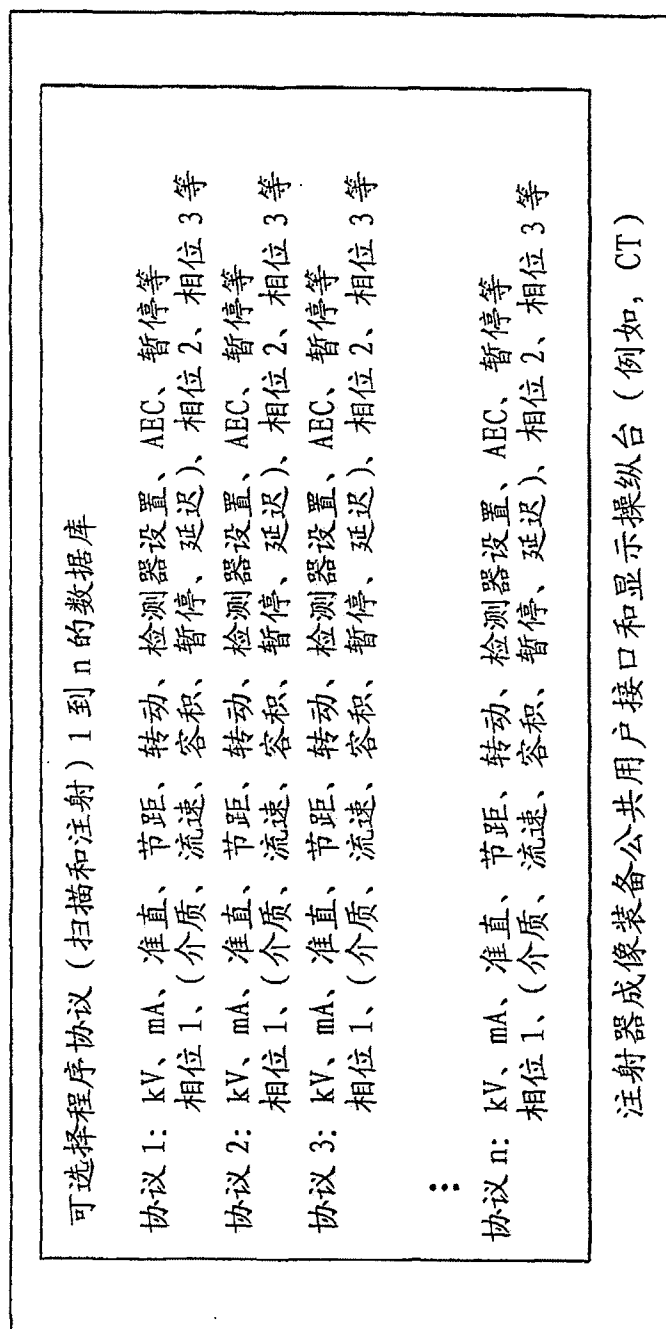 可选择程序协议（扫描和注射）1到n的数据库
协议1: kV、mA、准直、节距、转动、检测器设置、AEC、暂停等
相位1、(介质、流速、容积、暂停、延迟)、相位2、相位3等
协议2: kV、mA、准直、节距、转动、检测器设置、AEC、暂停等
相位1、(介质、流速、容积、暂停、延迟)、相位2、相位3等
协议3: kV、mA、准直、节距、转动、检测器设置、AEC、暂停等
相位1、(介质、流速、容积、暂停、延迟)、相位2、相位3等
⋮
协议n: kV、mA、准直、节距、转动、检测器设置、AEC、暂停等
相位1、(介质、流速、容积、暂停、延迟)、相位2、相位3等
注射器成像装备公共用户接口和显示操纵台（例如, CT）